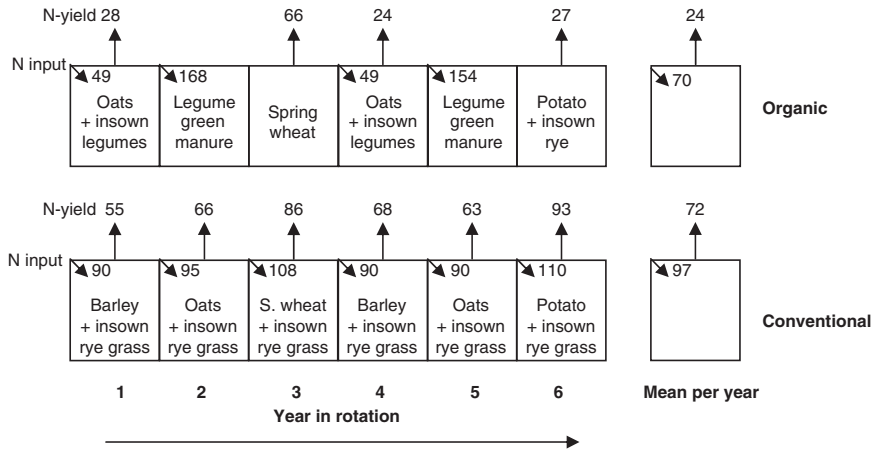 N-yield 28 66 24 27 24
N input
49 168 49 154 70
Oats + insown legumes
Legume green manure
Spring wheat
Oats + insown legumes
Legume green manure
Potato + insown rye
Organic
N-yield 55 66 86 68 63 93 72
N input
90 95 108 90 90 110 97
Barley + insown rye grass
Oats + insown rye grass
S. wheat + insown rye grass
Barley + insown rye grass
Oats + insown rye grass
Potato + insown rye grass
Conventional
1 2 3 4 5 6 Mean per year
Year in rotation